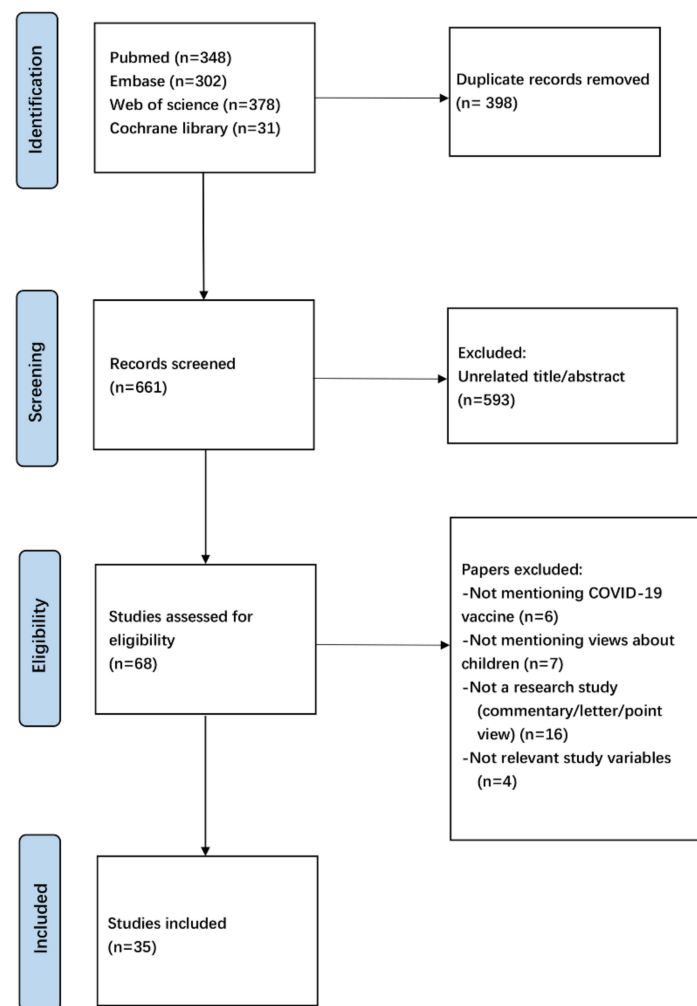 Identification
Pubmed (n=348)
Embase (n=302)
Web of science (n=378)
Cochrane library (n=31)
Duplicate records removed
(n= 398)
Screening
Records screened
(n=661)
Excluded:
Unrelated title/abstract
(n=593)
Eligibility
Studies assessed for
eligibility
(n=68)
Papers excluded:
-Not mentioning COVID-19
vaccine (n=6)
-Not mentioning views about
children (n=7)
-Not a research study
(commentary/letter/point
view) (n=16)
-Not relevant study variables
(n=4)
Included
Studies included
(n=35)